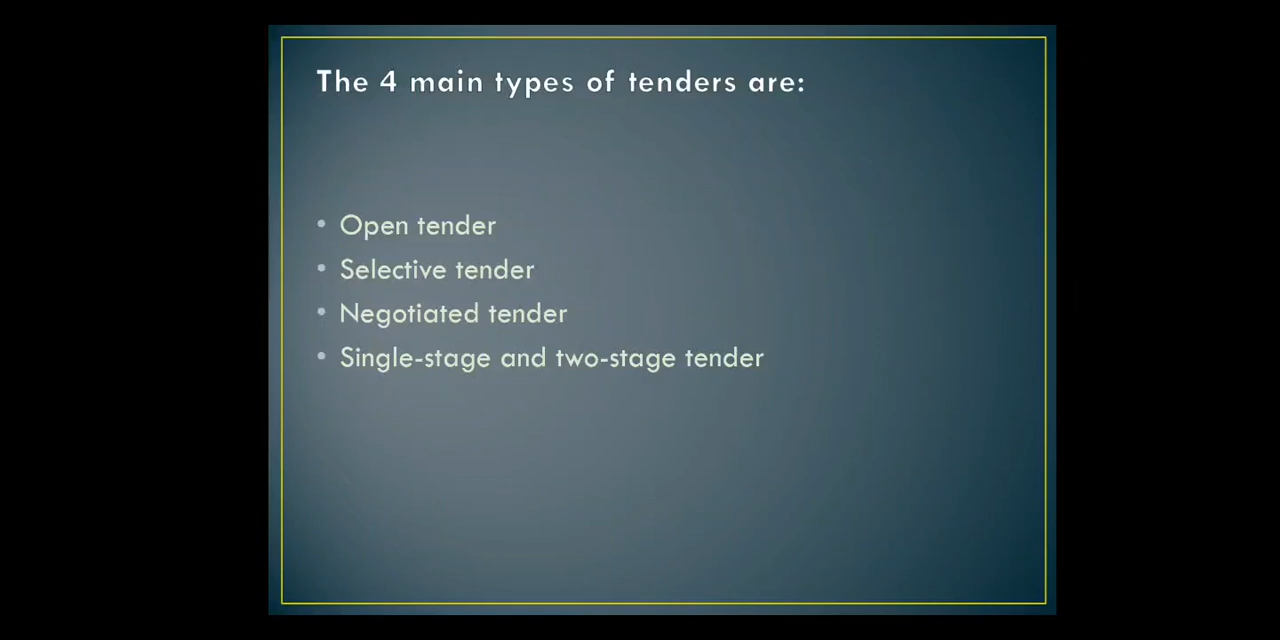 The 4 main types of tenders are:
• Open tender
• Selective tender
• Negotiated tender
• Single-stage and two-stage tender